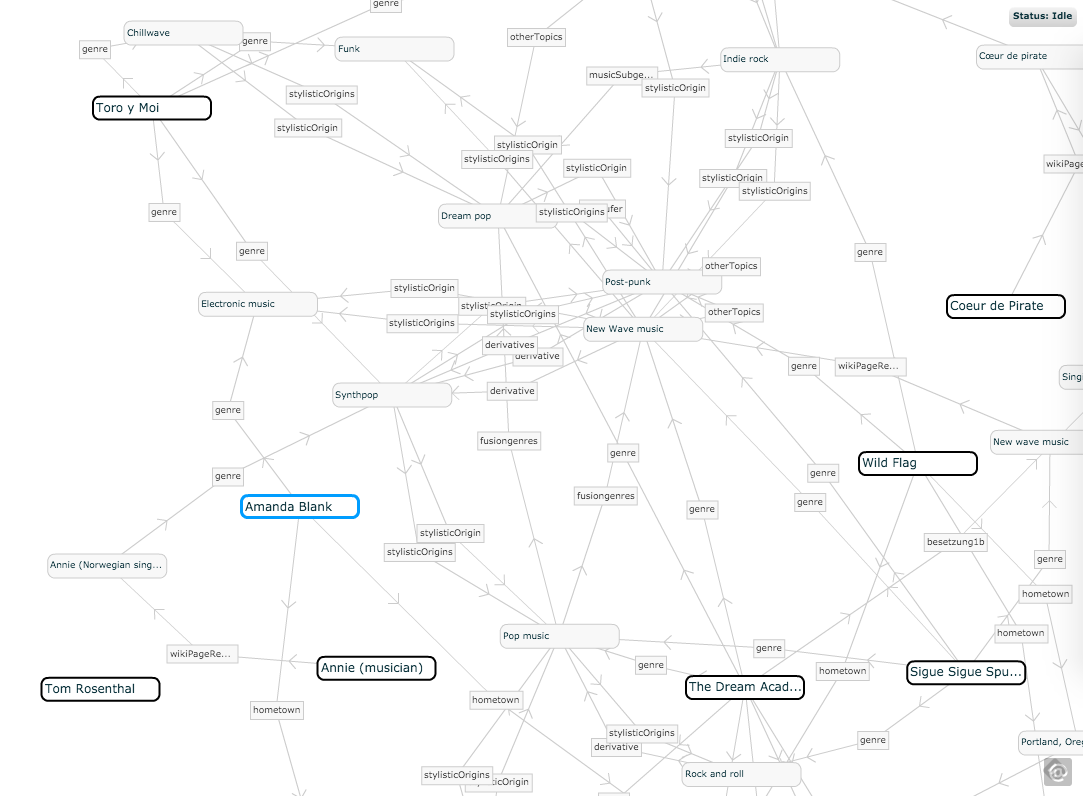 genre
Status: Idle
Chillwave
genre
otherTopics
genre
Funk
Indie rock
Cœur de pirate
musicSubge...
stylisticOrigin
stylisticOrigins
Toro y Moi
stylisticOrigin
stylisticOrigin
stylisticOrigin
stylisticOrigins
stylisticOrigin
wikiPage
stylisticOrigin
stylisticOrigins
genre
stylisticOrigins
Dream pop
genre
genre
otherTopics
Post-punk
stylisticOrigin
Electronic music
stylisticOrigin
Coeur de Pirate
stylisticOrigins
otherTopics
stylisticOrigins
New Wave music
derivatives
derivative
genre
wikiPageRe...
Singi
derivative
Synthpop
genre
fusiongenres
New wave music
genre
Wild Flag
genre
genre
fusiongenres
genre
genre
Amanda Blank
stylisticOrigin
besetzung1b
stylisticOrigins
genre
Annie (Norwegian sing...
hometown
Pop music
hometown
genre
wikiPageRe...
genre
Annie (musician)
hometown
Sigue Sigue Spu...
Tom Rosenthal
The Dream Acad...
hometown
hometown
stylisticOrigins
genre
Portland, Oreg
derivative
stylisticOrigins
Rock and roll